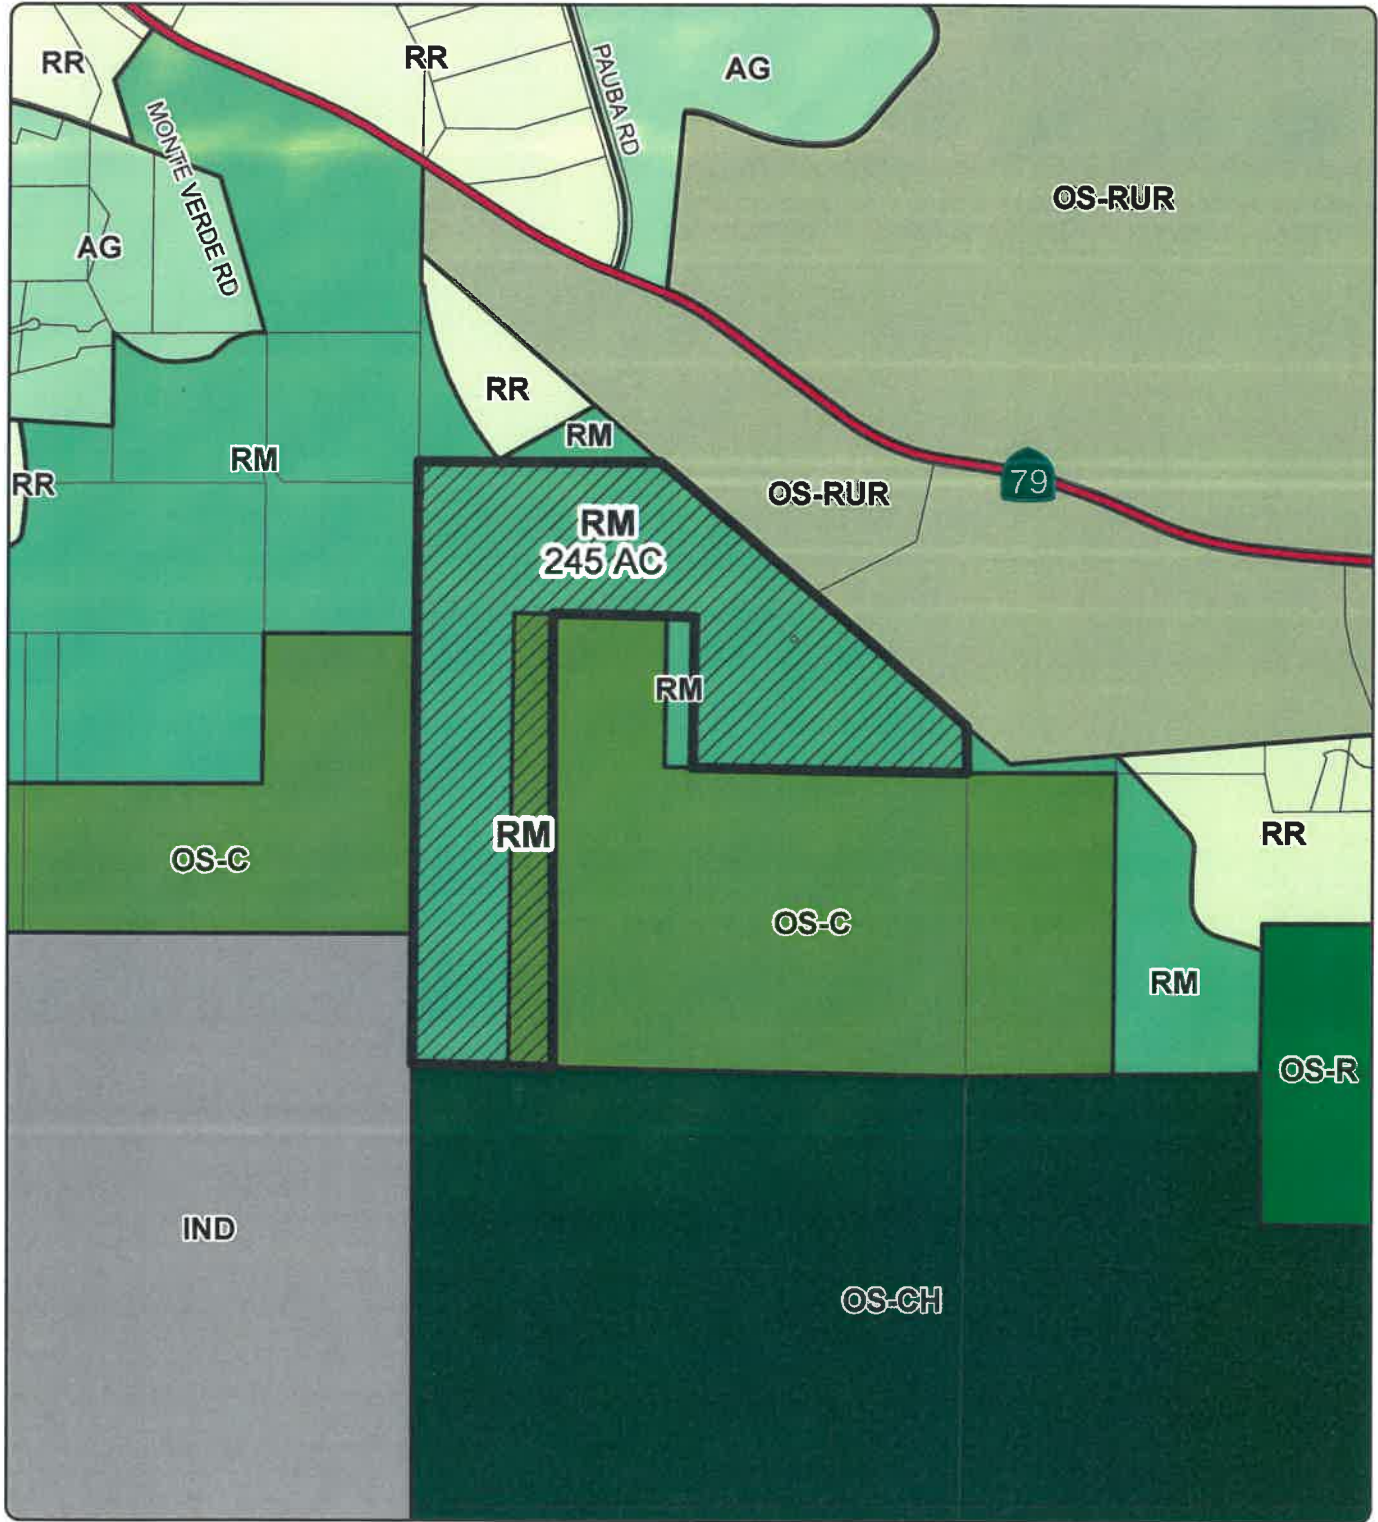 RR
RR
AG
PAUBA RD
MONTE VERDE RD
OS-RUR
AG
RR
RM
RM
RR
79
OS-RUR
RM
245 AC
RM
RM
RR
OS-C
OS-C
RM
OS-R
IND
OS-CH